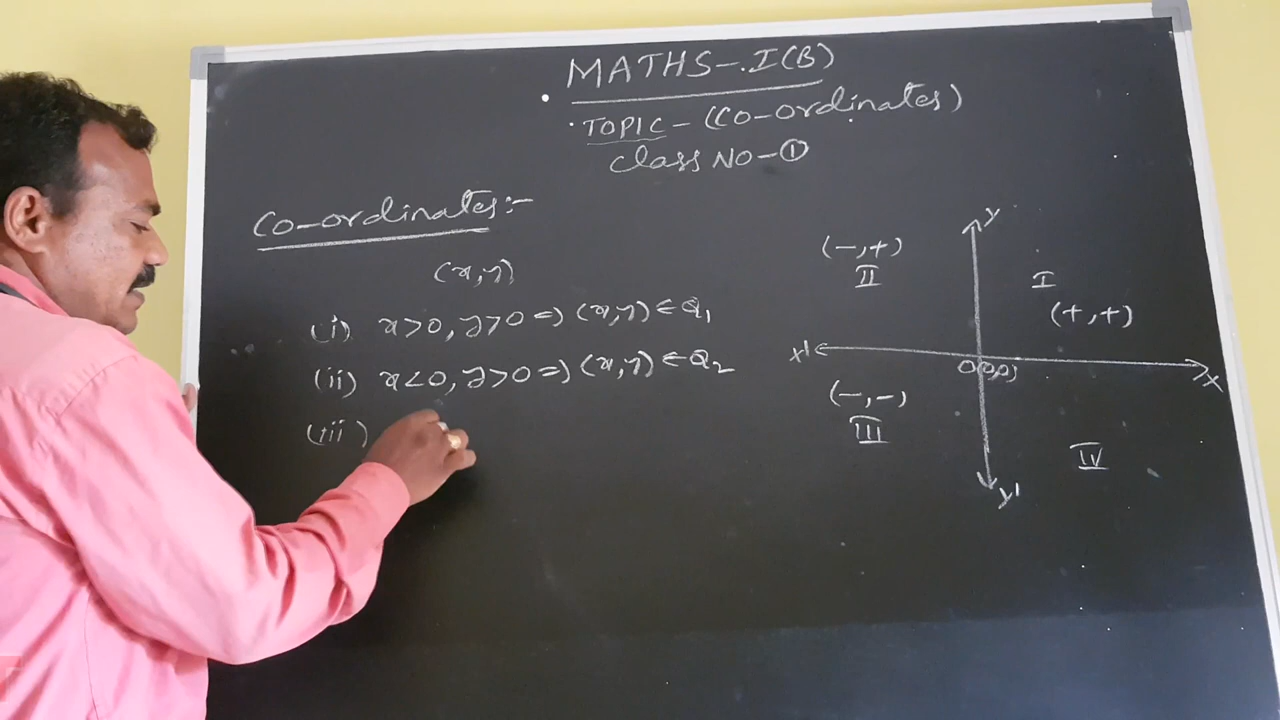 MATHS-I(B)
TOPIC - (CO-ordinates)
Class NO-①
CO-ordinates:-
(x,y)
(i) x>0, y>0 => (x,y) ∈ Q₁
(ii) x<0, y>0 => (x,y) ∈ Q₂
(iii)
Y
(-,+)
II
I
(+,+)
X' O(0,0) X
(-,-)
III
IV
Y'